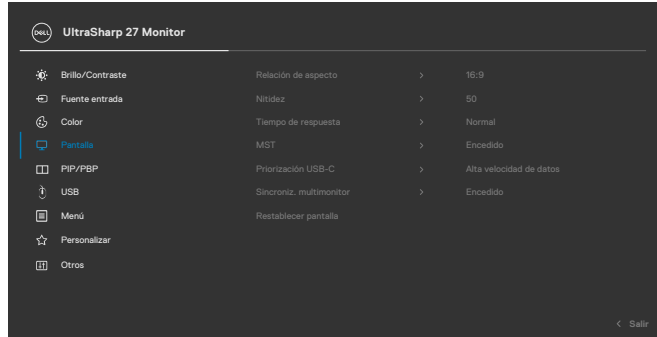 DELL UltraSharp 27 Monitor
Brillo/Contraste Relación de aspecto > 16:9
Fuente entrada Nitidez > 50
Color Tiempo de respuesta > Normal
Pantalla MST > Encedido
PIP/PBP Priorización USB-C > Alta velocidad de datos
USB Sincroniz. multimonitor > Encedido
Menú Restablecer pantalla
Personalizar
Otros
< Salir